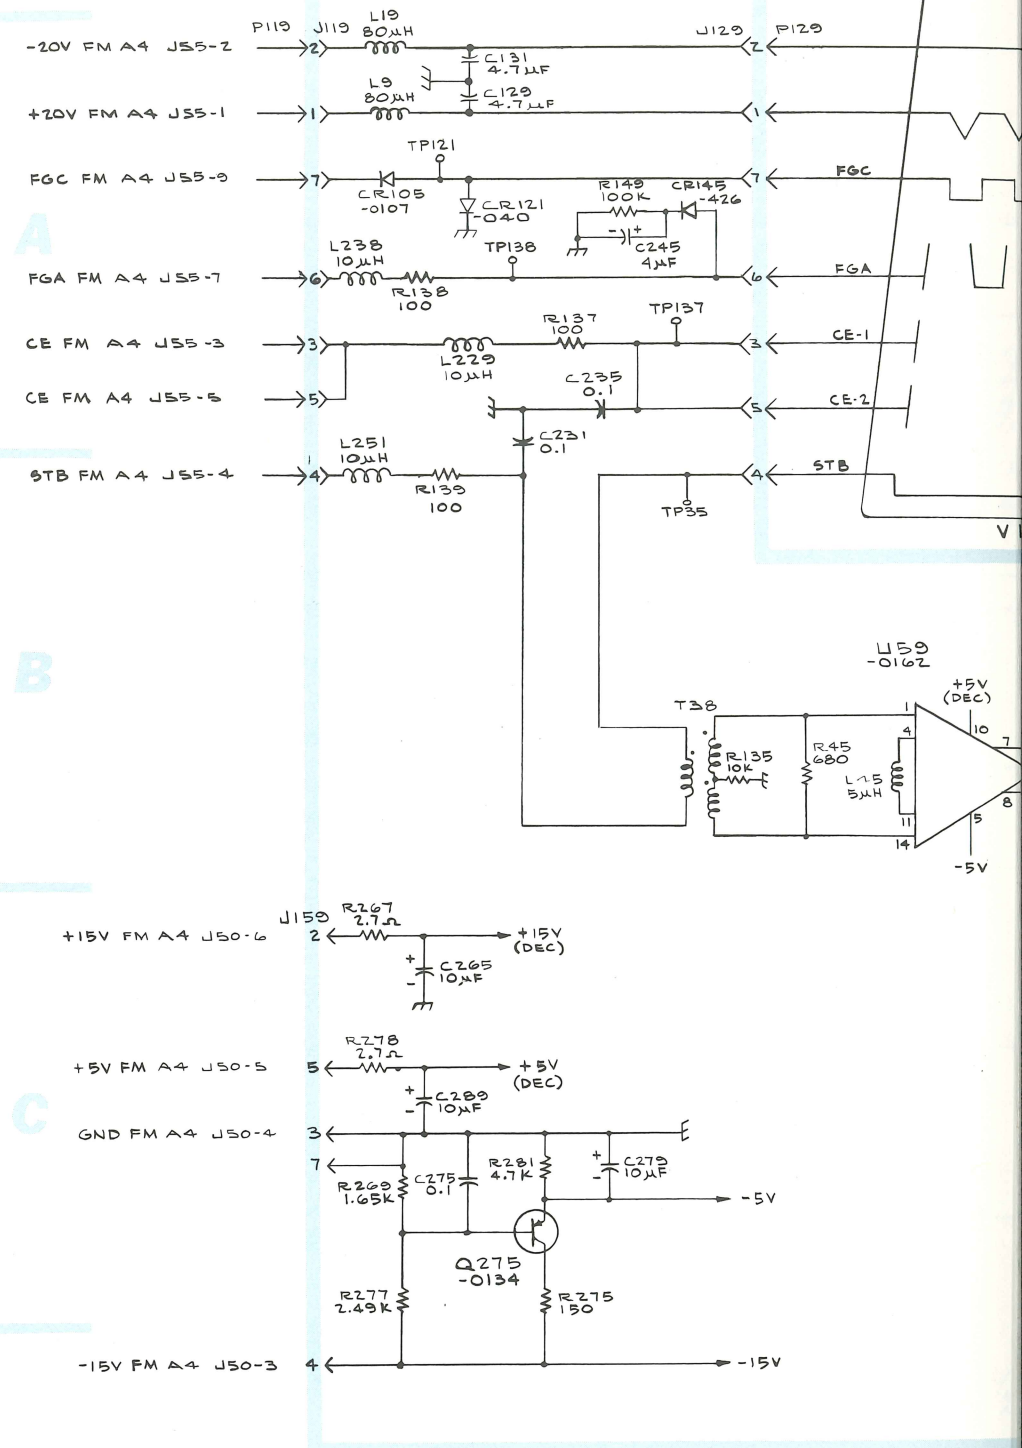 L19
P119 J119 80µH J129 P129
-20V FM A4 J55-2 2 2
C131
4.7µF
L9
80µH C129
4.7µF
+20V FM A4 J55-1 1 1
TP121
FGC FM A4 J55-9 7 7 FGC
CR105
-0107
CR121
-040
R149
100K
CR145
-426
A
L238
10µH
TP138
- +
C245
4µF
FGA FM A4 J55-7 6 6 FGA
R138
100
R137
100
TP137
CE FM A4 J55-3 3 3 CE-1
L229
10µH
C235
0.1
CE FM A4 J55-5 5 5 CE-2
L251
10µH
C231
0.1
STB FM A4 J55-4 4 4 STB
R139
100
TP35
V
U59
-0162
B
+5V
(DEC)
T38
1
10
4
7
R135
10K
R45
680
5µH
8
11
5
14
-5V
J159 R267
2.7Ω
+15V FM A4 J50-6 2 +15V
(DEC)
+
-
C265
10µF
R278
2.7Ω
+5V FM A4 J50-5 5 +5V
(DEC)
C
+
-
C289
10µF
GND FM A4 J50-4 3
7
R269
1.65K
C275
0.1
R281
4.7K
+
-
C279
10µF
-5V
Q275
-0134
R277
2.49K
R275
150
-15V FM A4 J50-3 4 -15V